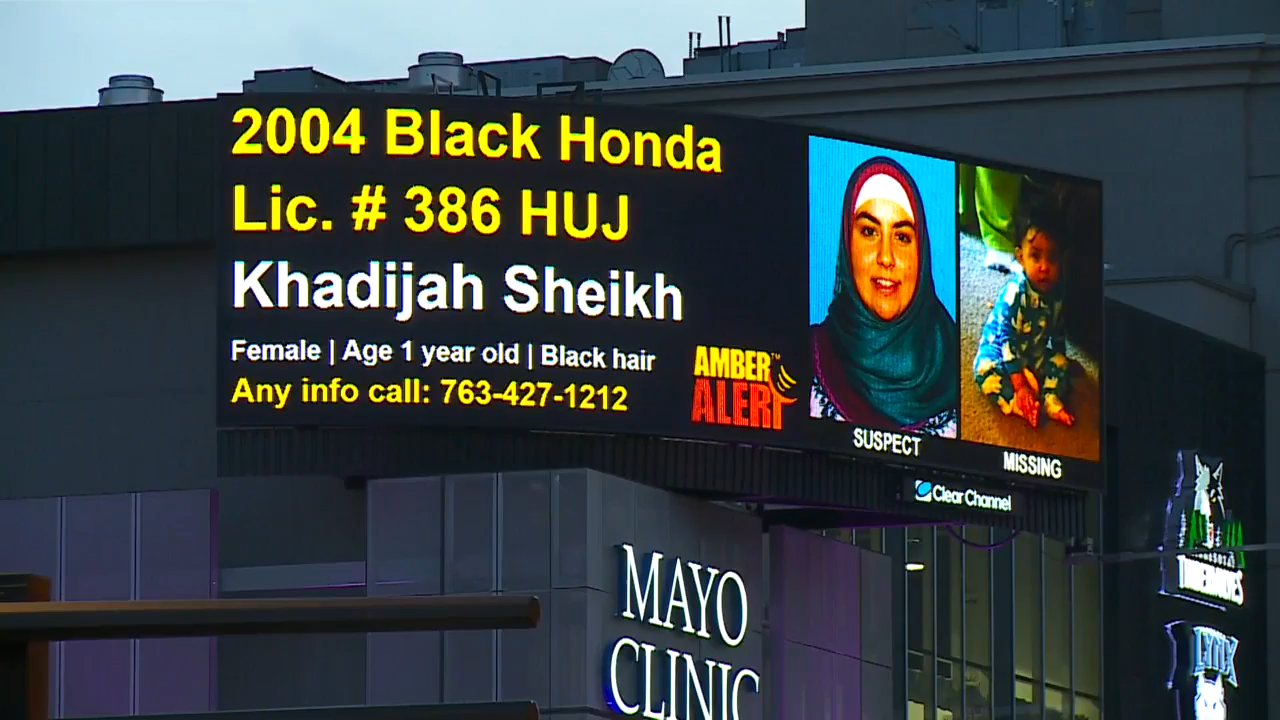 2004 Black Honda
Lic. # 386 HUJ
Khadijah Sheikh
Female | Age 1 year old | Black hair
Any info call: 763-427-1212
AMBER™
ALERT
SUSPECT
MISSING
Clear Channel
MAYO
CLINIC
TIMBERWOLVES
LYNX